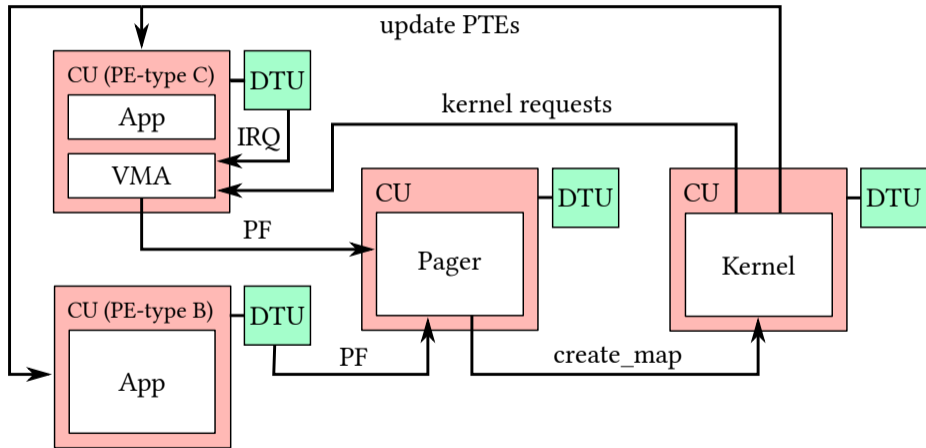 update PTEs
CU (PE-type C)
DTU
App
IRQ
VMA
kernel requests
PF
CU
DTU
Pager
CU
DTU
Kernel
CU (PE-type B)
DTU
App
PF
create_map